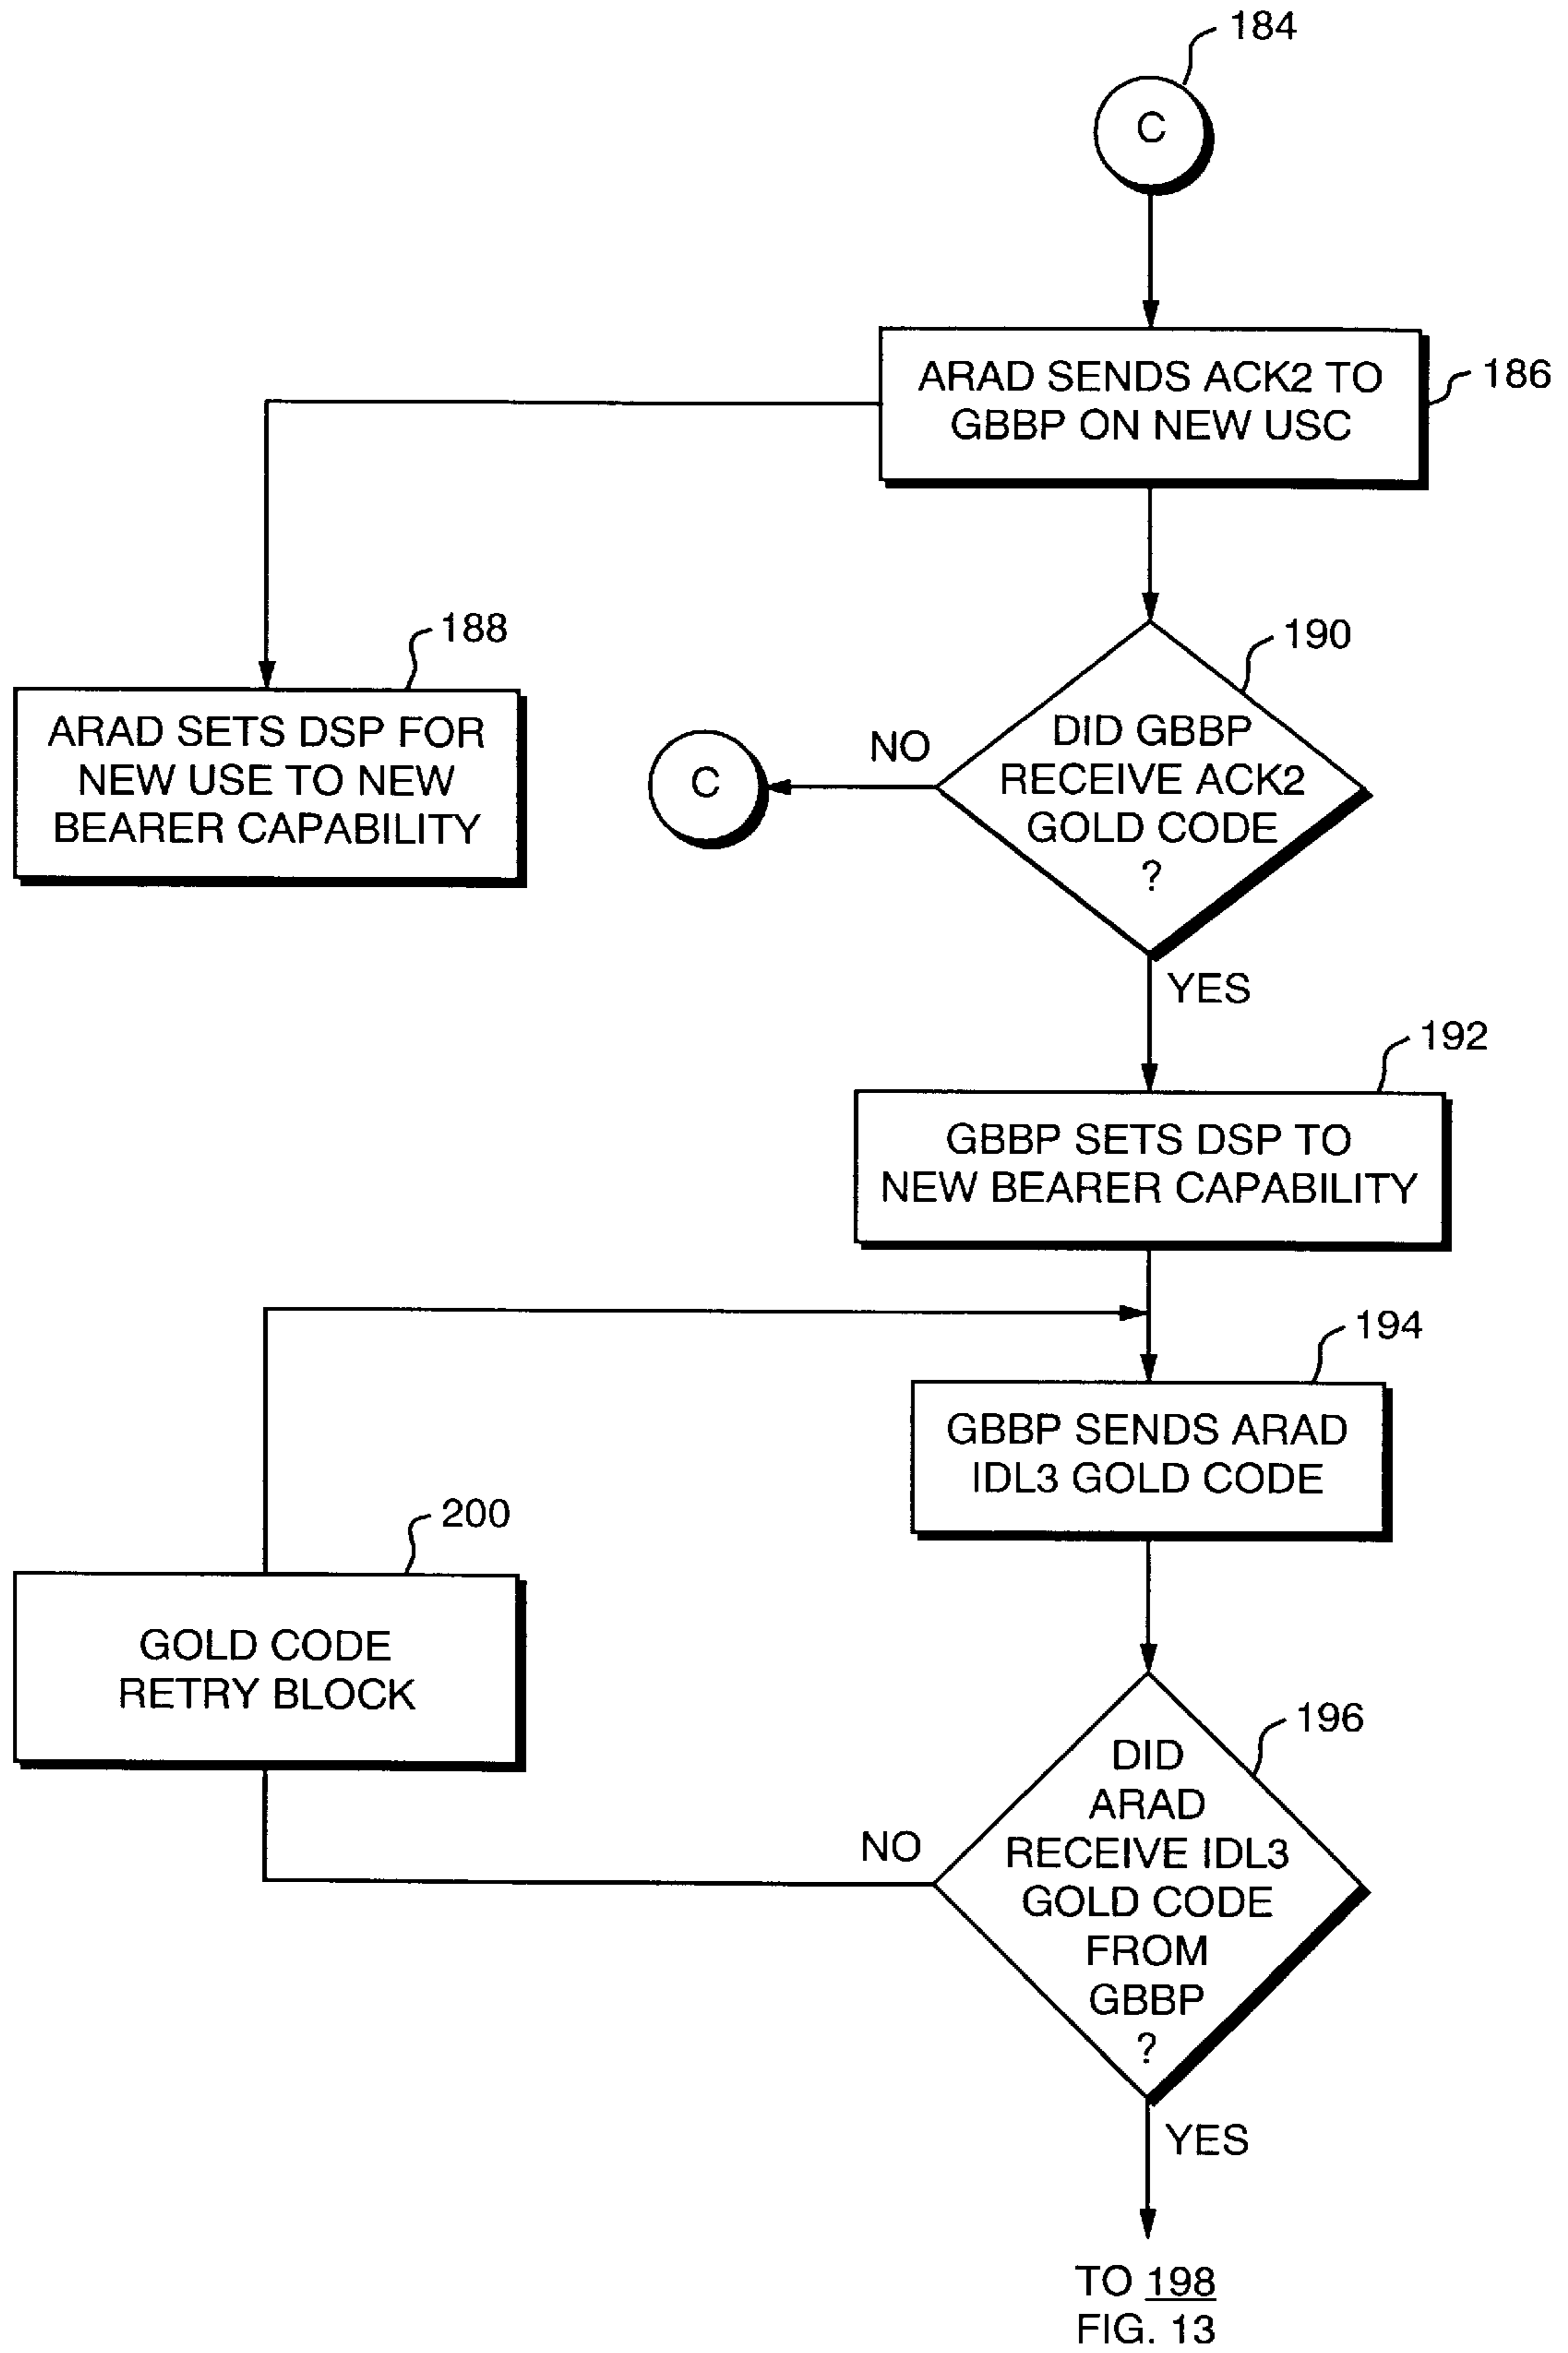 184
C
ARAD SENDS ACK2 TO
GBBP ON NEW USC
186
188
ARAD SETS DSP FOR
NEW USE TO NEW
BEARER CAPABILITY
190
DID GBBP
RECEIVE ACK2
GOLD CODE
?
NO
C
YES
192
GBBP SETS DSP TO
NEW BEARER CAPABILITY
194
GBBP SENDS ARAD
IDL3 GOLD CODE
200
GOLD CODE
RETRY BLOCK
196
DID
ARAD
RECEIVE IDL3
GOLD CODE
FROM
GBBP
?
NO
YES
TO 198
FIG. 13